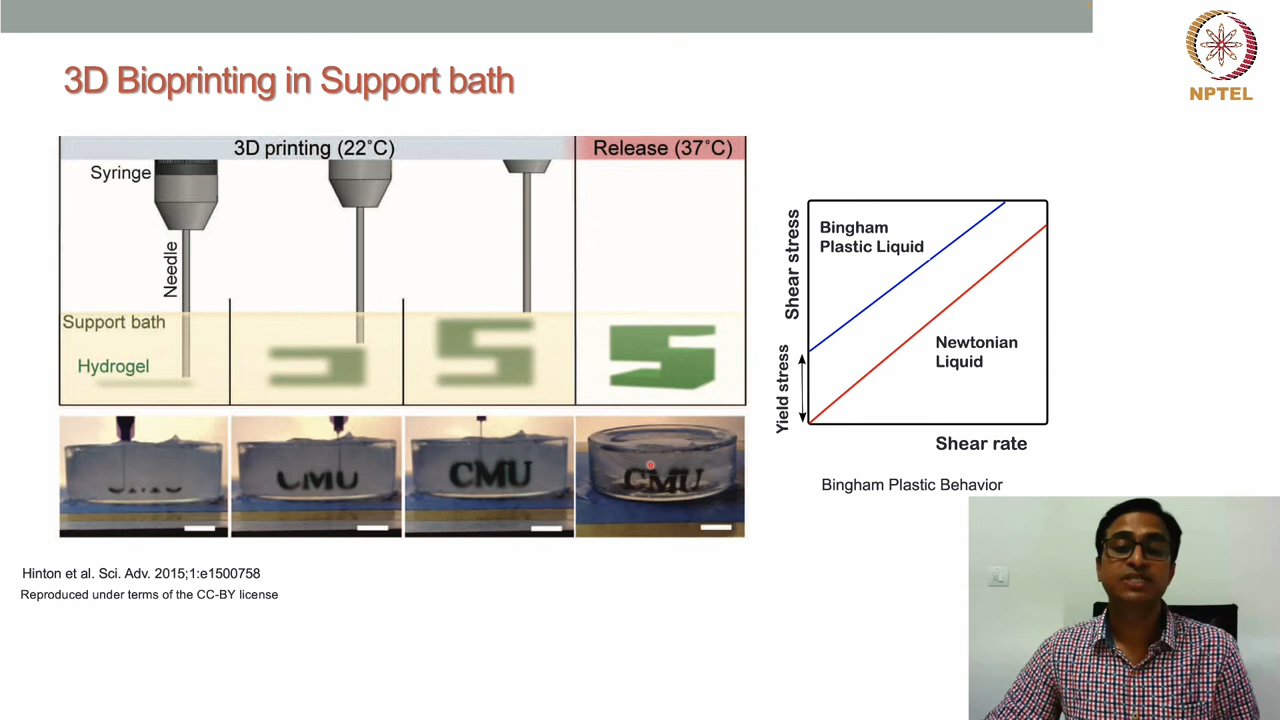 3D Bioprinting in Support bath
NPTEL
3D printing (22˚C)
Release (37˚C)
Syringe
Needle
Support bath
Hydrogel
CMU
CMU
CMU
CMU
Shear stress
Yield stress
Bingham
Plastic Liquid
Newtonian
Liquid
Shear rate
Bingham Plastic Behavior
Hinton et al. Sci. Adv. 2015;1:e1500758
Reproduced under terms of the CC-BY license